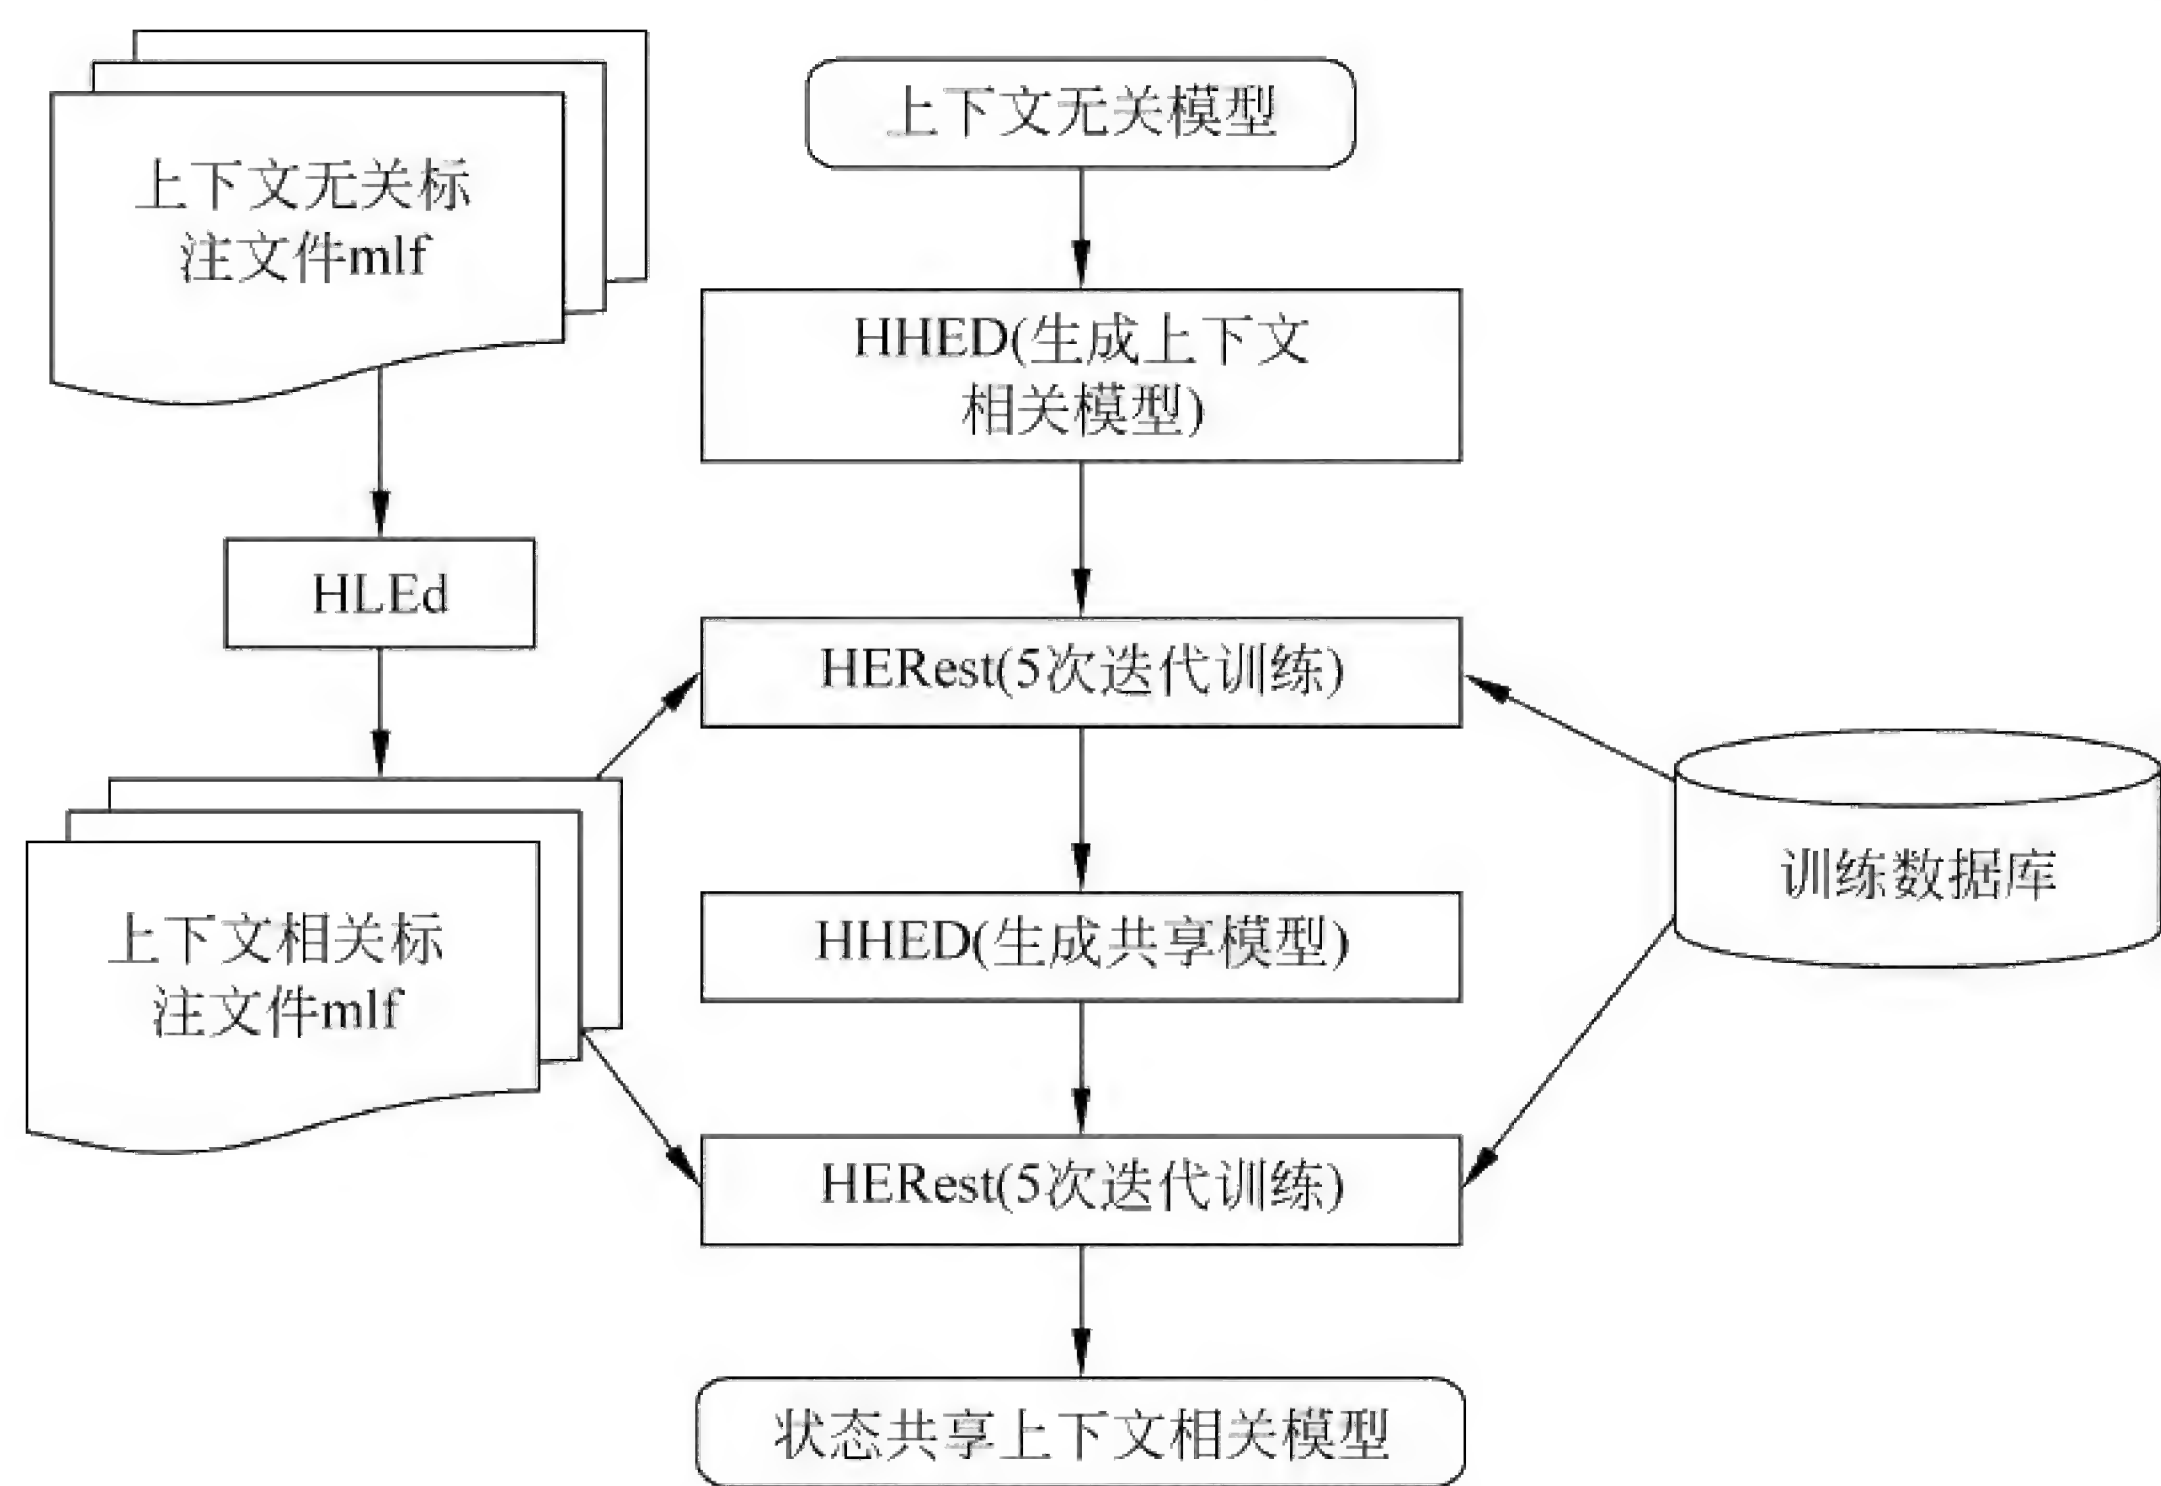 上下文无关标
注文件mlf
上下文无关模型
HHED(生成上下文
相关模型)
HLEd
HERest(5次迭代训练)
训练数据库
HHED(生成共享模型)
上下文相关标
注文件mlf
HERest(5次迭代训练)
状态共享上下文相关模型